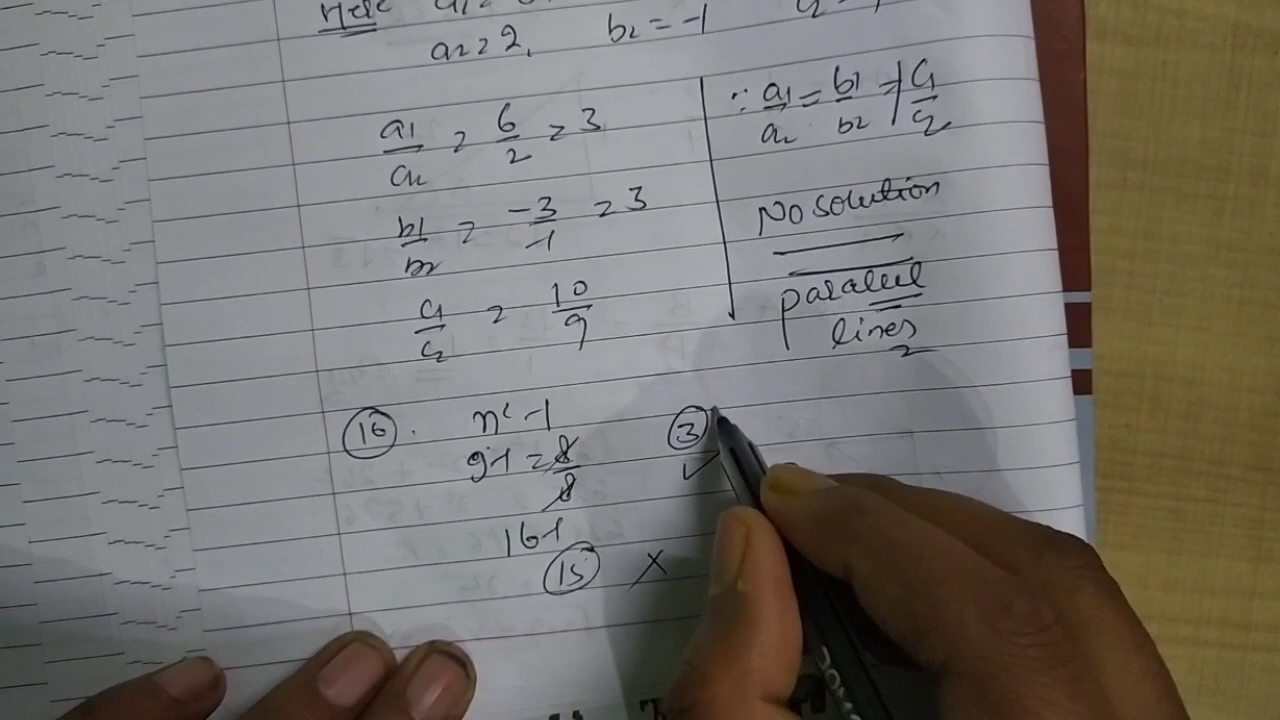 Here
a2 = 2, b2 = -1
a1/a2 = 6/2 = 3
b1/b2 = -3/-1 = 3
c1/c2 = 10/9
∵ a1/a2 = b1/b2 ≠ c1/c2
No solution
parallel
lines
16. n² - 1
9-1 = 8/8
16-1
15 ×
3 ✓